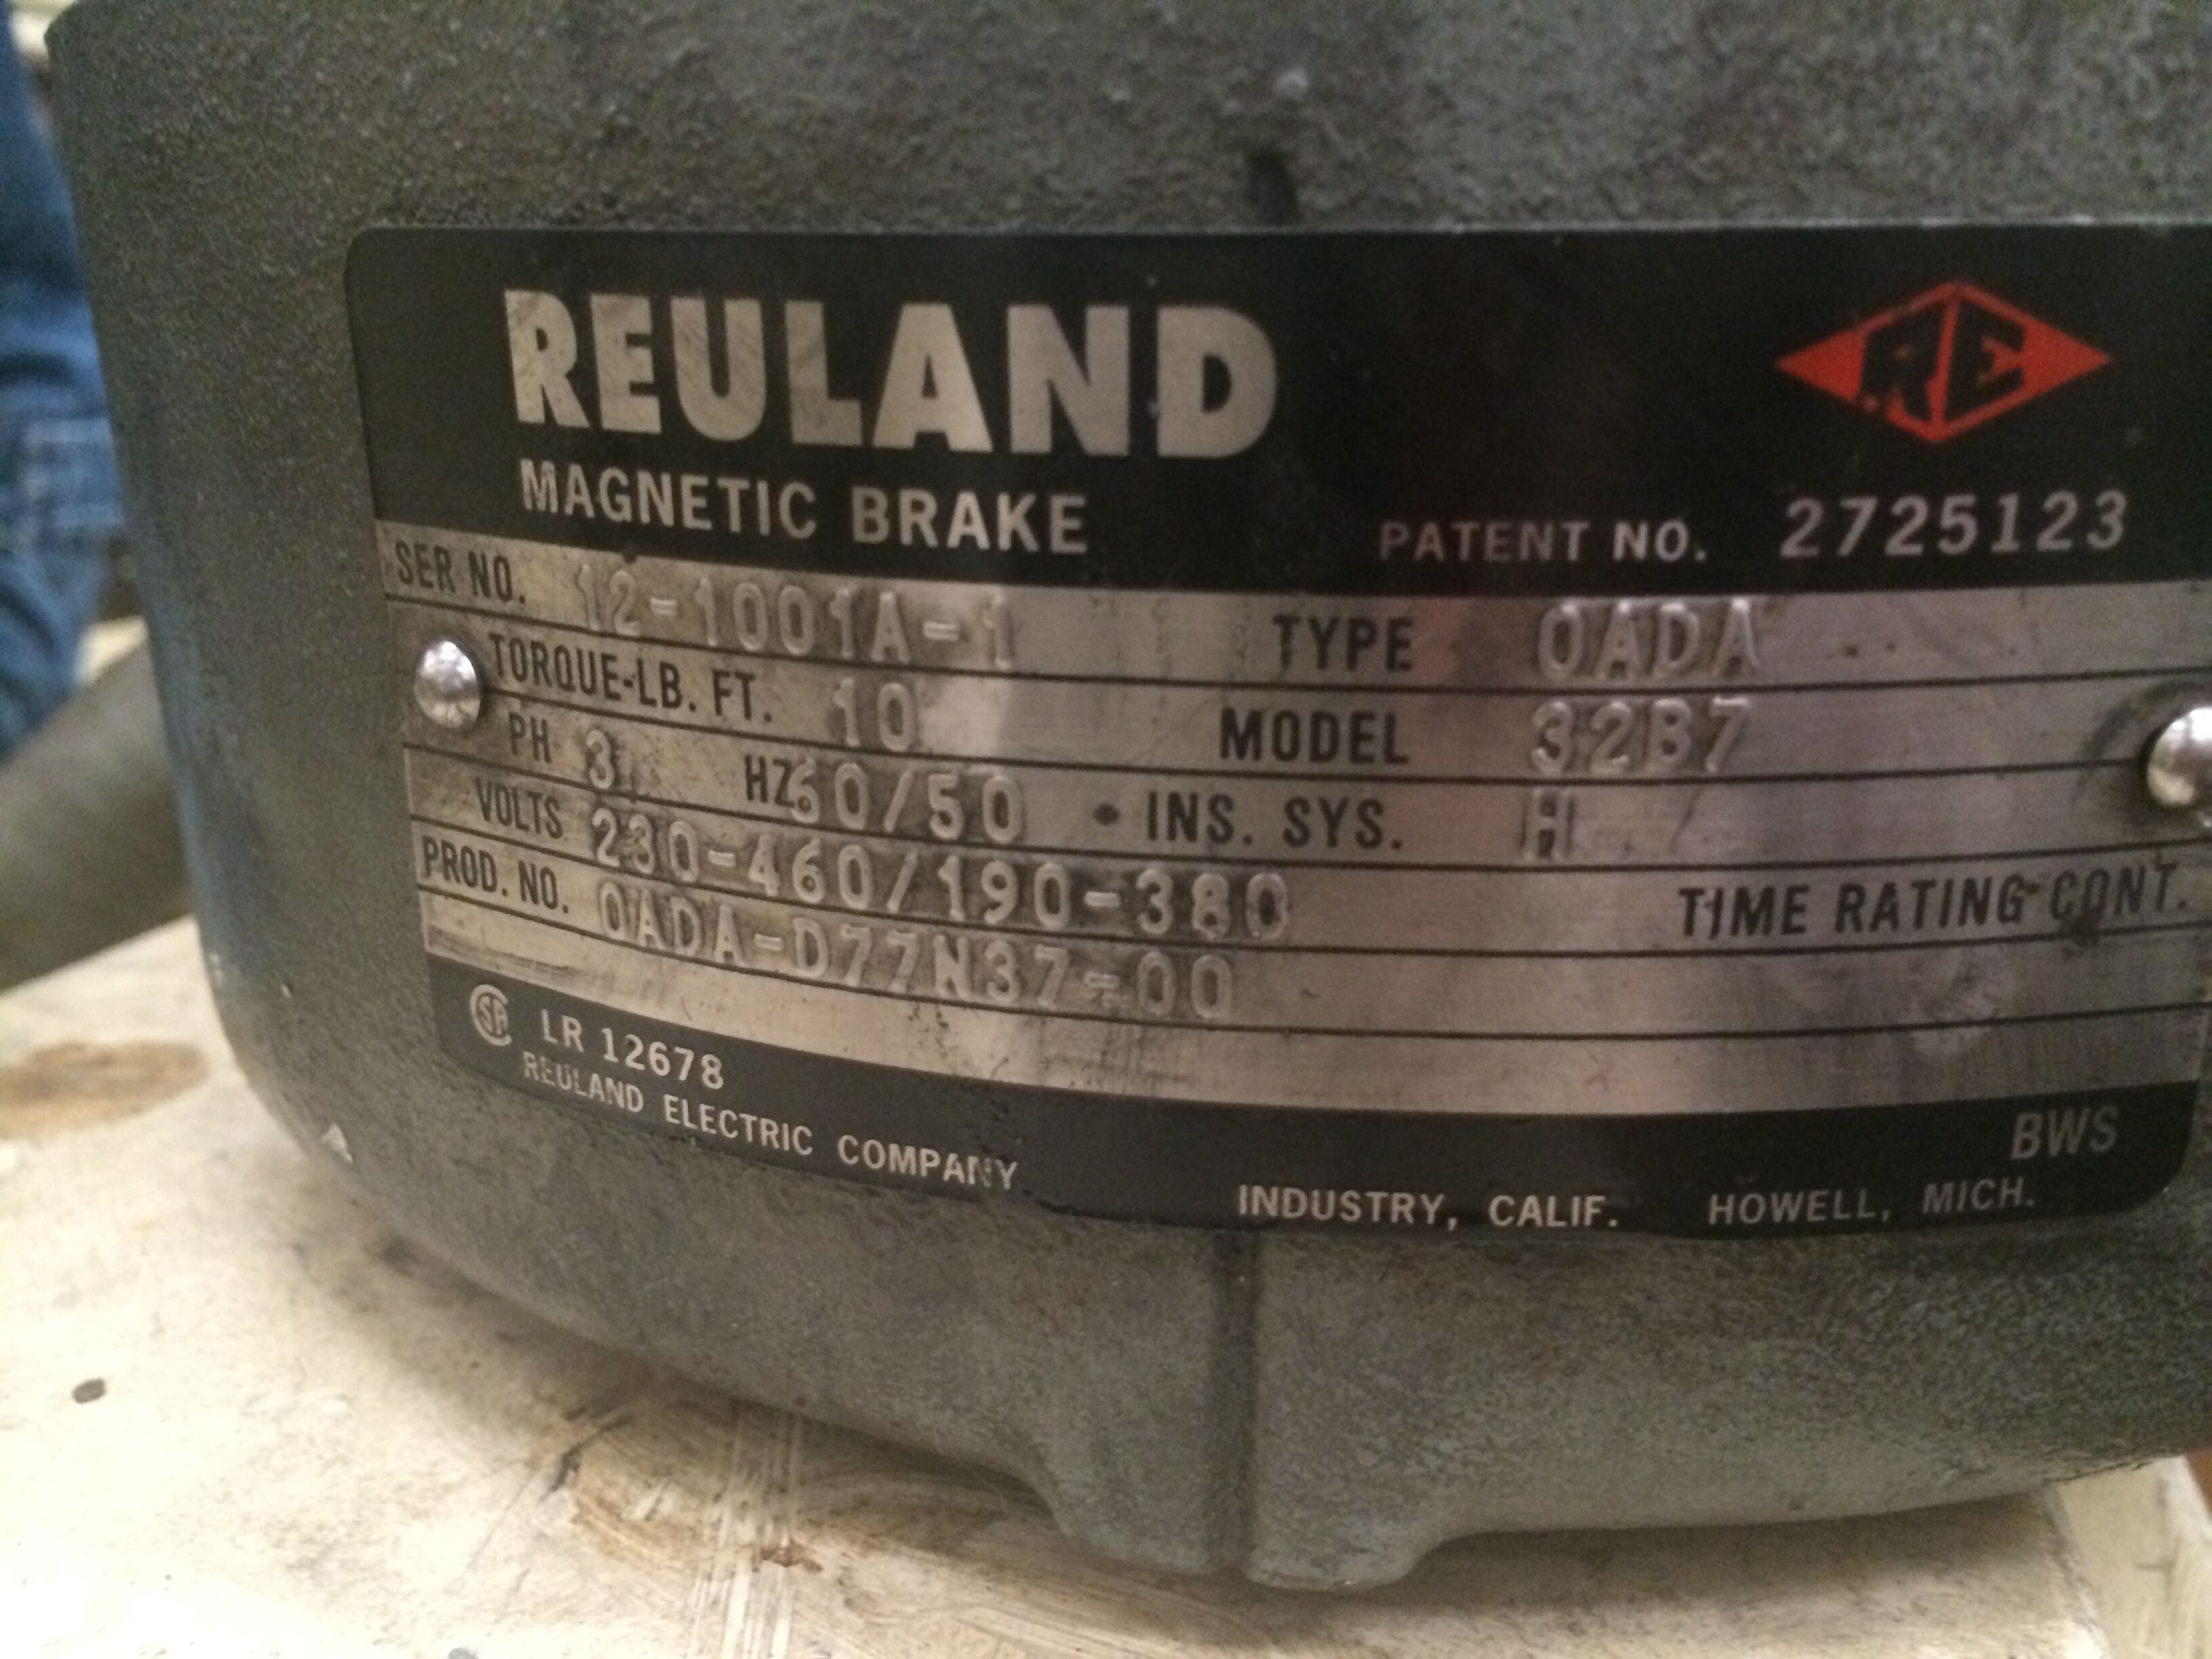 REULAND
RE
MAGNETIC BRAKE
PATENT NO. 2725123
SER NO. 12-1001A-1 TYPE OADA
TORQUE-LB. FT. 10 MODEL 32B7
PH 3 HZ 60/50 INS. SYS. H
VOLTS 230-460/190-380 TIME RATING-CONT.
PROD. NO. OADA-D77N37-00
SA LR 12678
BWS
REULAND ELECTRIC COMPANY INDUSTRY, CALIF. HOWELL, MICH.